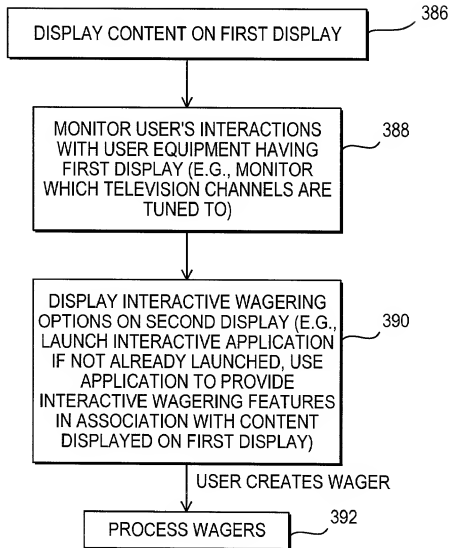 DISPLAY CONTENT ON FIRST DISPLAY
386
MONITOR USER'S INTERACTIONS
WITH USER EQUIPMENT HAVING
FIRST DISPLAY (E.G., MONITOR
WHICH TELEVISION CHANNELS ARE
TUNED TO)
388
DISPLAY INTERACTIVE WAGERING
OPTIONS ON SECOND DISPLAY (E.G.,
LAUNCH INTERACTIVE APPLICATION
IF NOT ALREADY LAUNCHED, USE
APPLICATION TO PROVIDE
INTERACTIVE WAGERING FEATURES
IN ASSOCIATION WITH CONTENT
DISPLAYED ON FIRST DISPLAY)
390
USER CREATES WAGER
PROCESS WAGERS
392